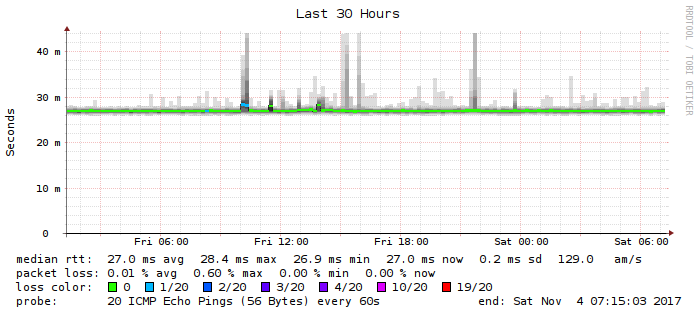 Last 30 Hours
RRDTOOL / TOBI OETIKER
Seconds
40 m
30 m
20 m
10 m
0
Fri 06:00 Fri 12:00 Fri 18:00 Sat 00:00 Sat 06:00
median rtt: 27.0 ms avg 28.4 ms max 26.9 ms min 27.0 ms now 0.2 ms sd 129.0 am/s
packet loss: 0.01 % avg 0.60 % max 0.00 % min 0.00 % now
loss color: 0 1/20 2/20 3/20 4/20 10/20 19/20
probe: 20 ICMP Echo Pings (56 Bytes) every 60s end: Sat Nov 4 07:15:03 2017